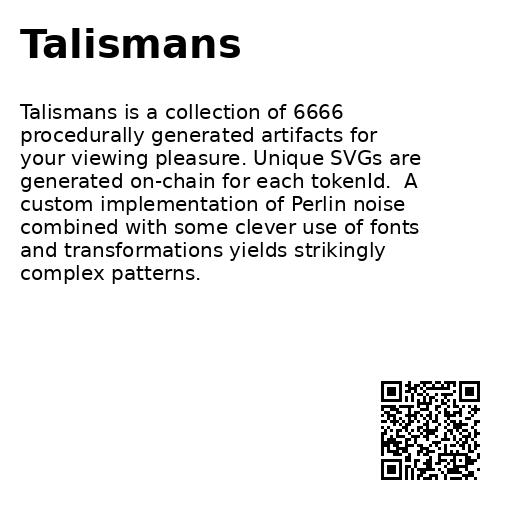 Talismans
Talismans is a collection of 6666
procedurally generated artifacts for
your viewing pleasure. Unique SVGs are
generated on-chain for each tokenId.  A
custom implementation of Perlin noise
combined with some clever use of fonts
and transformations yields strikingly
complex patterns.